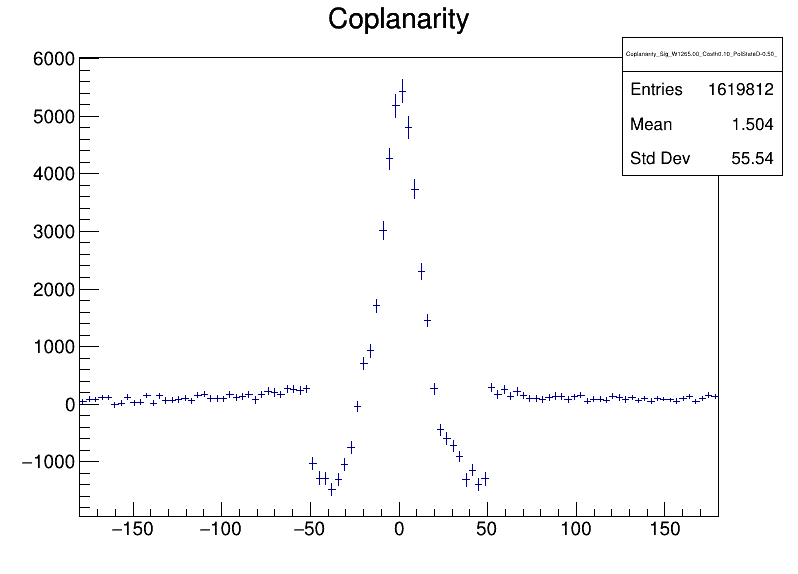 Coplanarity
Coplanarity_Sig_W1265.00_Costh0.10_PolStateD-0.50_
Entries 1619812
Mean 1.504
Std Dev 55.54
6000
5000
4000
3000
2000
1000
0
−1000
−150 −100 −50 0 50 100 150